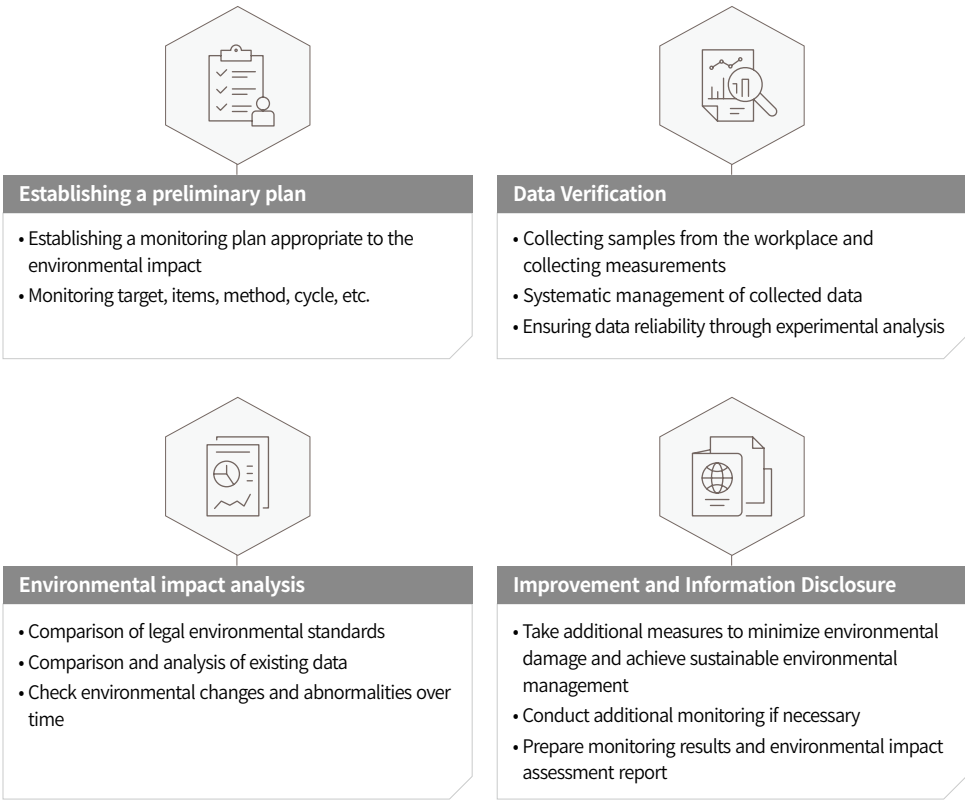 Establishing a preliminary plan
• Establishing a monitoring plan appropriate to the
environmental impact
• Monitoring target, items, method, cycle, etc.
Data Verification
• Collecting samples from the workplace and
collecting measurements
• Systematic management of collected data
• Ensuring data reliability through experimental analysis
Environmental impact analysis
• Comparison of legal environmental standards
• Comparison and analysis of existing data
• Check environmental changes and abnormalities over
time
Improvement and Information Disclosure
• Take additional measures to minimize environmental
damage and achieve sustainable environmental
management
• Conduct additional monitoring if necessary
• Prepare monitoring results and environmental impact
assessment report